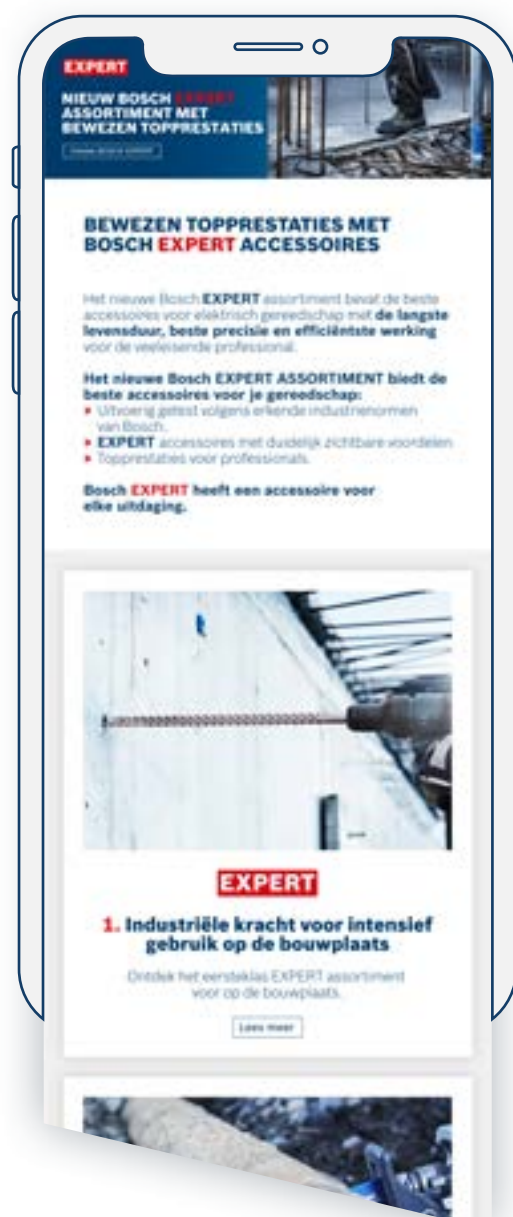 EXPERT
NIEUW BOSCH EXPERT
ASSORTIMENT MET
BEWEZEN TOPPRESTATIES
BEWEZEN TOPPRESTATIES MET
BOSCH EXPERT ACCESSOIRES
Het nieuwe Bosch EXPERT assortiment bevat de beste
accessoires voor elektrisch gereedschap met de langste
levensduur, beste precisie en efficiëntste werking
voor de veeleisende professional.
Het nieuwe Bosch EXPERT ASSORTIMENT biedt de
beste accessoires voor je gereedschap:
Uitvoerig getest volgens erkende industrienormen
van Bosch.
EXPERT accessoires met duidelijk zichtbare voordelen
Topprestaties voor professionals.
Bosch EXPERT heeft een accessoire voor
elke uitdaging.
EXPERT
1. Industriële kracht voor intensief
gebruik op de bouwplaats
Ontdek het eersteklas EXPERT assortiment
voor op de bouwplaats.
Lees meer